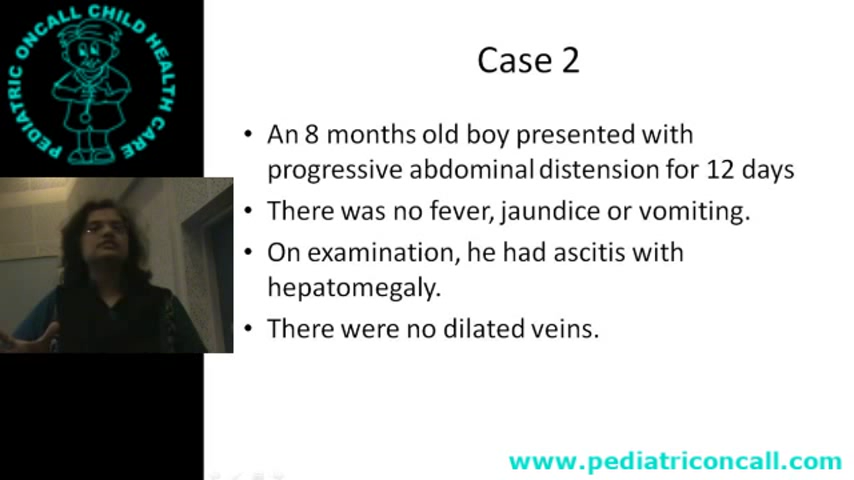 PEDIATRIC ONCALL CHILD HEALTH CARE
Case 2
• An 8 months old boy presented with
progressive abdominal distension for 12 days
• There was no fever, jaundice or vomiting.
• On examination, he had ascitis with
hepatomegaly.
• There were no dilated veins.
www.pediatriconcall.com